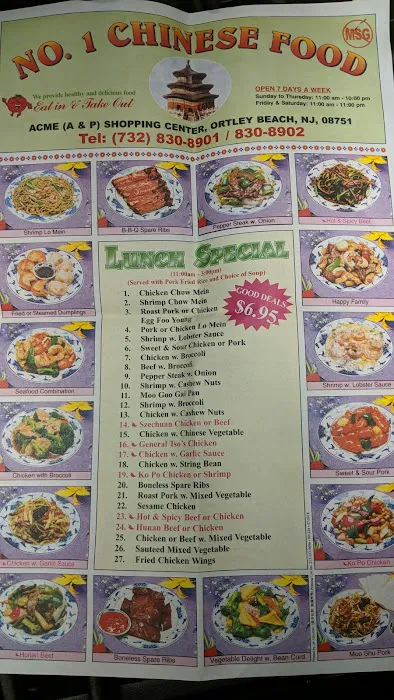 NO. 1 CHINESE FOOD
MSG
We provide healthy and delicious food
Eat in & Take Out
OPEN 7 DAYS A WEEK
Sunday to Thursday: 11:00 am - 10:00 pm
Friday & Saturday: 11:00 am - 11:00 pm
ACME (A & P) SHOPPING CENTER, ORTLEY BEACH, NJ, 08751
Tel: (732) 830-8901 / 830-8902
Shrimp Lo Mein
B-B-Q Spare Ribs
Pepper Steak w. Onion
Hot & Spicy Beef
Fried or Steamed Dumplings
Happy Family
Seafood Combination
Shrimp w. Lobster Sauce
Chicken with Broccoli
Sweet & Sour Pork
Chicken w. Garlic Sauce
Ko Po Chicken
Hunan Beef
Boneless Spare Ribs
Vegetable Delight w. Bean Curd
Moo Shu Pork
LUNCH SPECIAL
(11:00am - 3:00pm)
(Served with Pork Fried Rice and Choice of Soup)
GOOD DEALS
$6.95
1. Chicken Chow Mein
2. Shrimp Chow Mein
3. Roast Pork or Chicken
Egg Foo Young
4. Pork or Chicken Lo Mein
5. Shrimp w. Lobster Sauce
6. Sweet & Sour Chicken or Pork
7. Chicken w. Broccoli
8. Beef w. Broccoli
9. Pepper Steak w. Onion
10. Shrimp w. Cashew Nuts
11. Moo Goo Gai Pan
12. Shrimp w. Broccoli
13. Chicken w. Cashew Nuts
14. Szechuan Chicken or Beef
15. Chicken w. Chinese Vegetable
16. General Tso's Chicken
17. Chicken w. Garlic Sauce
18. Chicken w. String Bean
19. Ko Po Chicken or Shrimp
20. Boneless Spare Ribs
21. Roast Pork w. Mixed Vegetable
22. Sesame Chicken
23. Hot & Spicy Beef or Chicken
24. Hunan Beef or Chicken
25. Chicken or Beef w. Mixed Vegetable
26. Sauteed Mixed Vegetable
27. Fried Chicken Wings